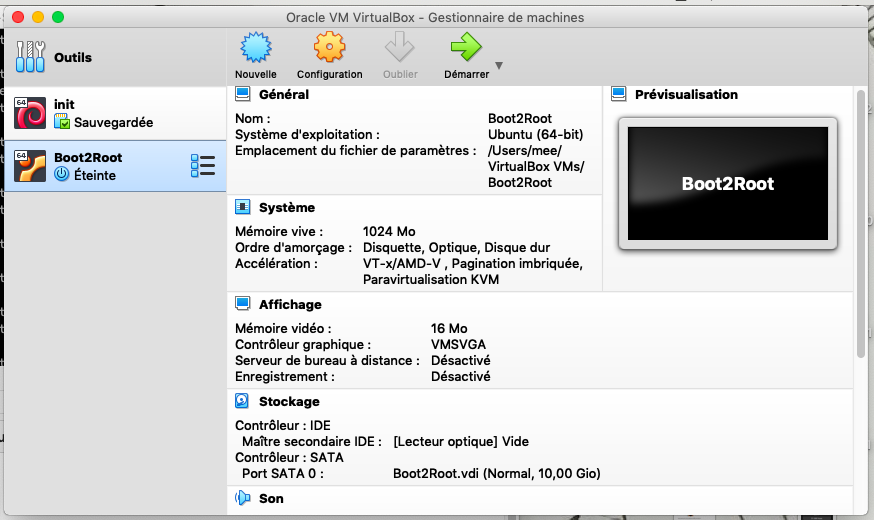 Oracle VM VirtualBox - Gestionnaire de machines
Outils
Nouvelle
Configuration
Oublier
Démarrer
64
init
Sauvegardée
64
Boot2Root
Éteinte
Général
Nom : Boot2Root
Système d'exploitation : Ubuntu (64-bit)
Emplacement du fichier de paramètres : /Users/mee/
VirtualBox VMs/
Boot2Root
Prévisualisation
Boot2Root
Système
Mémoire vive : 1024 Mo
Ordre d'amorçage : Disquette, Optique, Disque dur
Accélération : VT-x/AMD-V , Pagination imbriquée,
Paravirtualisation KVM
Affichage
Mémoire vidéo : 16 Mo
Contrôleur graphique : VMSVGA
Serveur de bureau à distance : Désactivé
Enregistrement : Désactivé
Stockage
Contrôleur : IDE
Maître secondaire IDE : [Lecteur optique] Vide
Contrôleur : SATA
Port SATA 0 : Boot2Root.vdi (Normal, 10,00 Gio)
Son